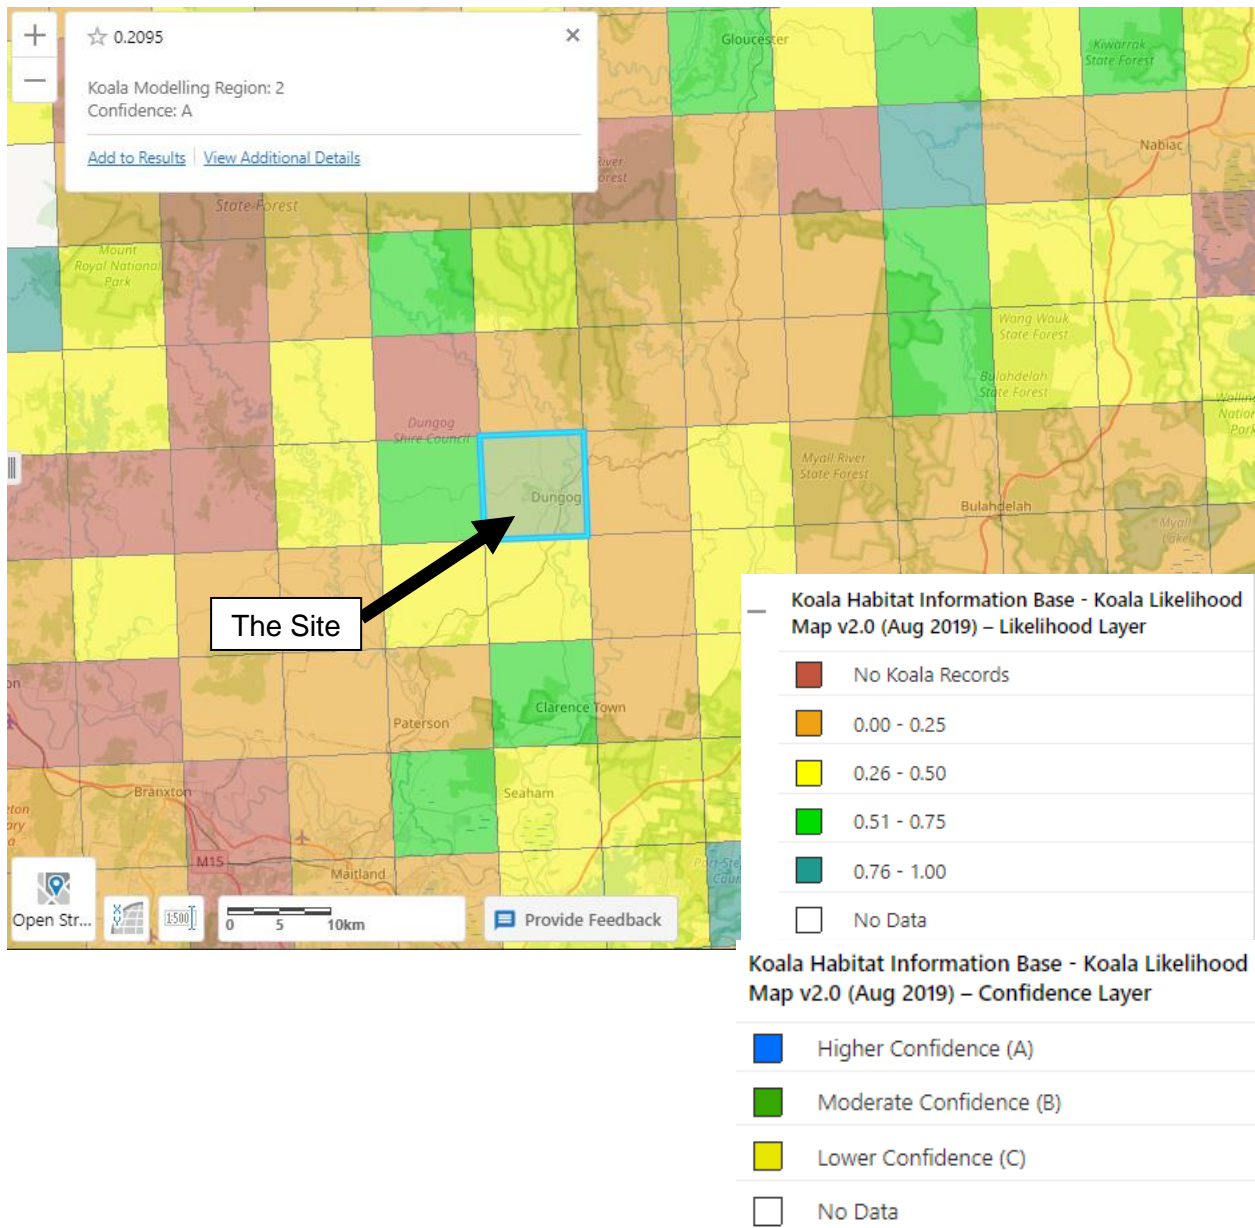 +
−
☆ 0.2095 ×
Koala Modelling Region: 2
Confidence: A
Add to Results | View Additional Details
Gloucester
Kiwarrak
State Forest
Nabiac
River
State Forest
Mount
Royal National
Park
Wang Wauk
State Forest
Bulahdelah
State Forest
Dungog
Shire Council
Myall River
State Forest
Dungog
Bulahdelah
Myall
Lake
The Site
Clarence Town
Paterson
Branxton
Seaham
M15
Maitland
Open Str...
X
Y
1:500
0 5 10km
Provide Feedback
Koala Habitat Information Base - Koala Likelihood
Map v2.0 (Aug 2019) – Likelihood Layer
No Koala Records
0.00 - 0.25
0.26 - 0.50
0.51 - 0.75
0.76 - 1.00
No Data
Koala Habitat Information Base - Koala Likelihood
Map v2.0 (Aug 2019) – Confidence Layer
Higher Confidence (A)
Moderate Confidence (B)
Lower Confidence (C)
No Data